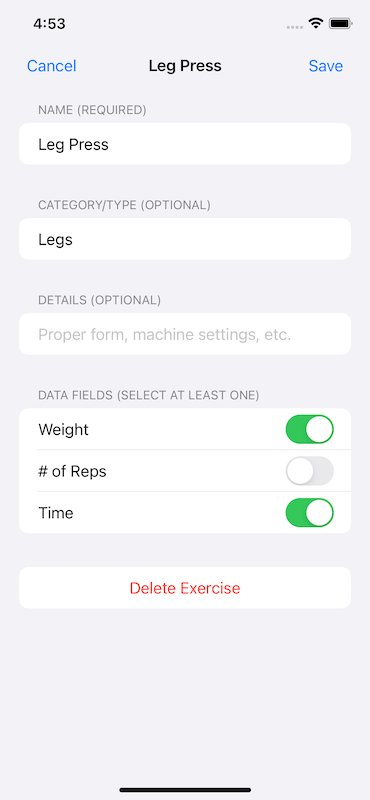 4:53
Cancel Leg Press Save
NAME (REQUIRED)
Leg Press
CATEGORY/TYPE (OPTIONAL)
Legs
DETAILS (OPTIONAL)
Proper form, machine settings, etc.
DATA FIELDS (SELECT AT LEAST ONE)
Weight
# of Reps
Time
Delete Exercise